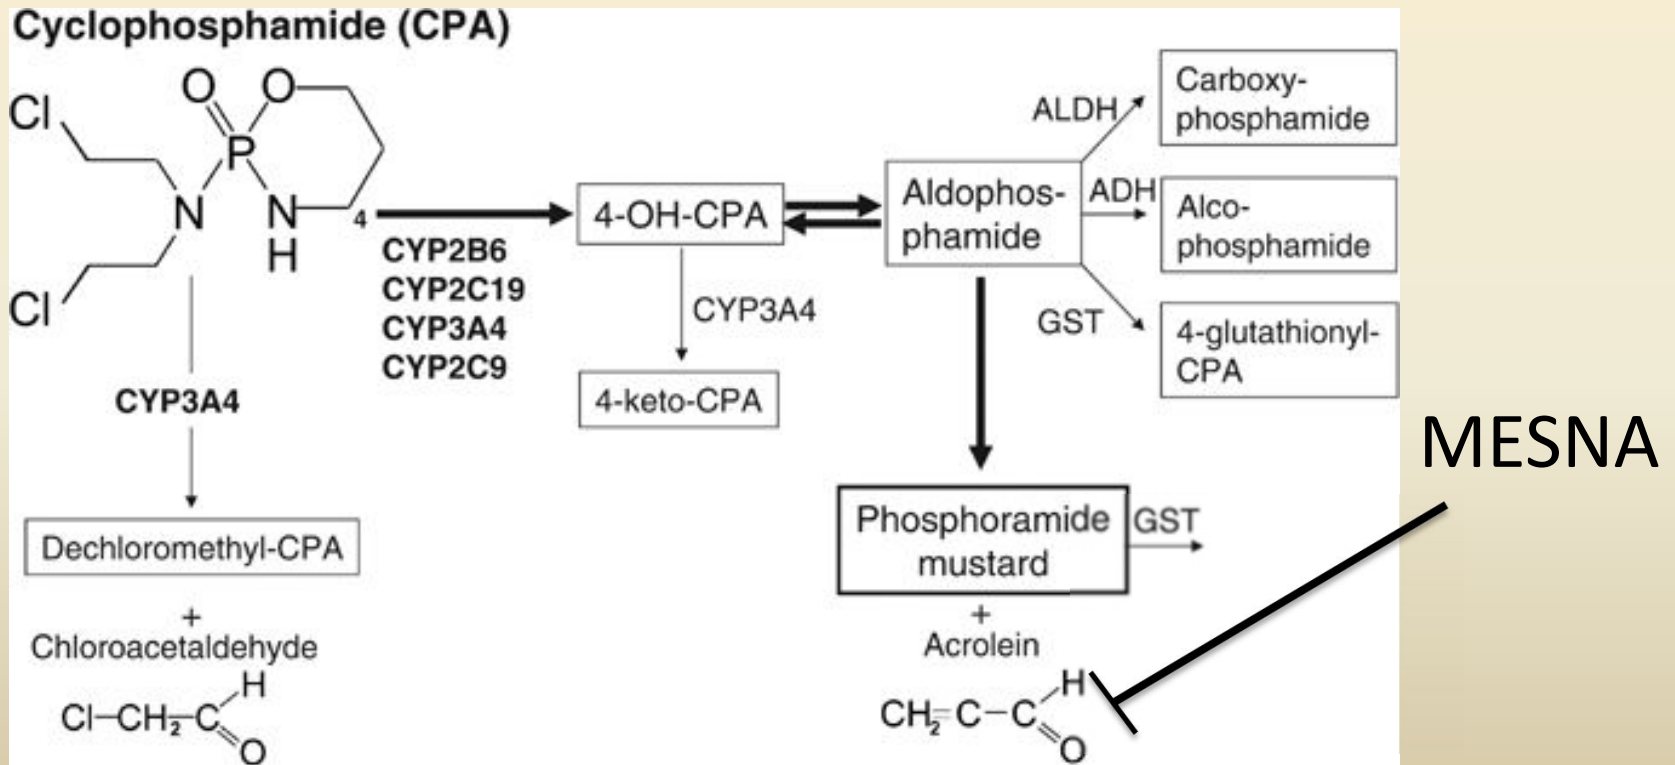 Cyclophosphamide (CPA)
O
O
Cl
P
N
N
H
4
Cl
CYP2B6
CYP2C19
CYP3A4
CYP2C9
CYP3A4
Dechloromethyl-CPA
+
Chloroacetaldehyde
H
Cl-CH₂-C
O
4-OH-CPA
CYP3A4
4-keto-CPA
Aldophos-
phamide
ALDH
Carboxy-
phosphamide
ADH
Alco-
phosphamide
GST
4-glutathionyl-
CPA
Phosphoramide
mustard
GST
+
Acrolein
H
CH₂=C-C
O
MESNA